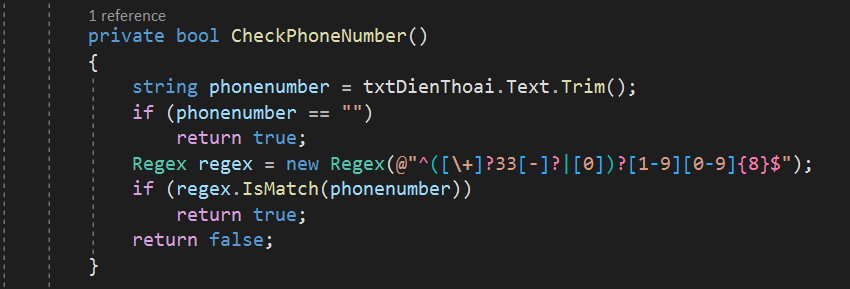 1 reference
private bool CheckPhoneNumber()
{
string phonenumber = txtDienThoai.Text.Trim();
if (phonenumber == "")
return true;
Regex regex = new Regex(@"^([\+]?33[-]?|[0])?[1-9][0-9]{8}$");
if (regex.IsMatch(phonenumber))
return true;
return false;
}